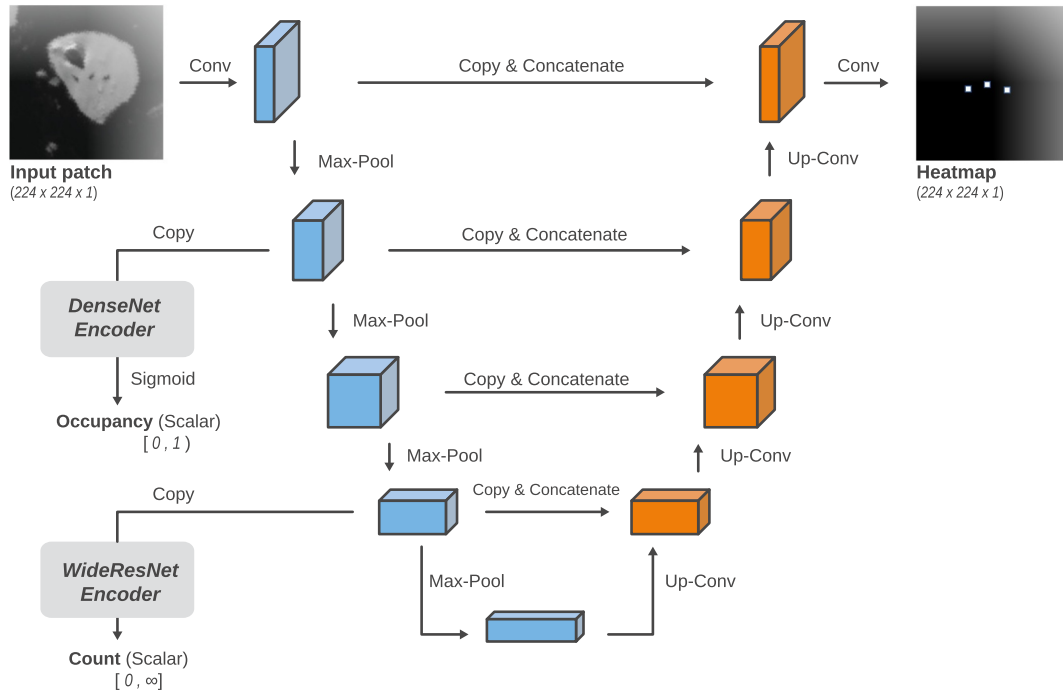 Conv
Copy & Concatenate
Conv
Input patch
(224 x 224 x 1)
Max-Pool
Up-Conv
Heatmap
(224 x 224 x 1)
Copy
Copy & Concatenate
DenseNet
Encoder
Max-Pool
Up-Conv
Sigmoid
Copy & Concatenate
Occupancy (Scalar)
[ 0 , 1 )
Max-Pool
Up-Conv
Copy
Copy & Concatenate
WideResNet
Encoder
Max-Pool
Up-Conv
Count (Scalar)
[ 0 , ∞]